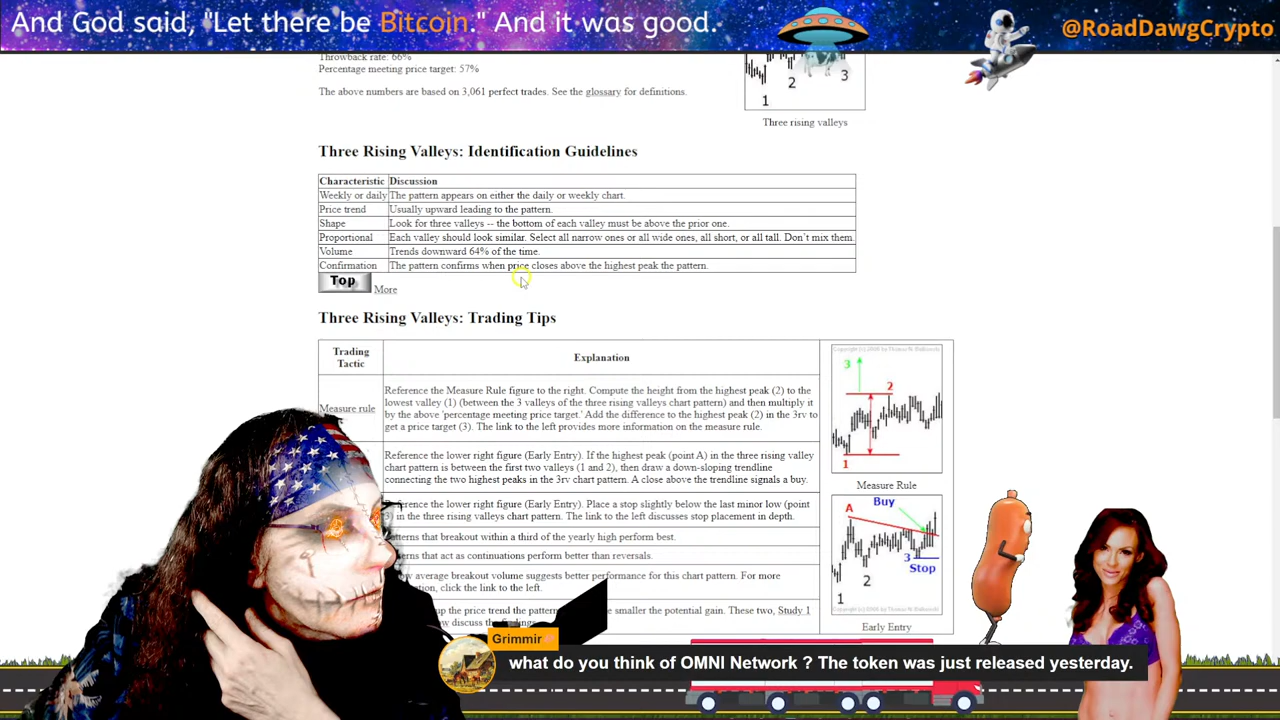 And God said, "Let there be Bitcoin." And it was good.
@RoadDawgCrypto
Throwback rate: 66%
Percentage meeting price target: 57%
The above numbers are based on 3,061 perfect trades. See the glossary for definitions.
1
2
3
Three rising valleys
Three Rising Valleys: Identification Guidelines
Characteristic Discussion
Weekly or daily The pattern appears on either the daily or weekly chart.
Price trend Usually upward leading to the pattern.
Shape Look for three valleys -- the bottom of each valley must be above the prior one.
Proportional Each valley should look similar. Select all narrow ones or all wide ones, all short, or all tall. Don't mix them.
Volume Trends downward 64% of the time.
Confirmation The pattern confirms when price closes above the highest peak the pattern.
Top More
Three Rising Valleys: Trading Tips
Trading Tactic
Explanation
Measure rule
Reference the Measure Rule figure to the right. Compute the height from the highest peak (2) to the
lowest valley (1) (between the 3 valleys of the three rising valleys chart pattern) and then multiply it
by the above 'percentage meeting price target.' Add the difference to the highest peak (2) in the 3rv to
get a price target (3). The link to the left provides more information on the measure rule.
Reference the lower right figure (Early Entry). If the highest peak (point A) in the three rising valley
chart pattern is between the first two valleys (1 and 2), then draw a down-sloping trendline
connecting the two highest peaks in the 3rv chart pattern. A close above the trendline signals a buy.
Reference the lower right figure (Early Entry). Place a stop slightly below the last minor low (point
3) in the three rising valleys chart pattern. The link to the left discusses stop placement in depth.
that breakout within a third of the yearly high perform best.
that act as continuations perform better than reversals.
average breakout volume suggests better performance for this chart pattern. For more
click the link to the left.
up the price trend the
smaller the potential gain. These two, Study 1
discuss the findings.
3
2
1
Measure Rule
A
Buy
3
Stop
2
1
Early Entry
Grimmir
what do you think of OMNI Network ? The token was just released yesterday.